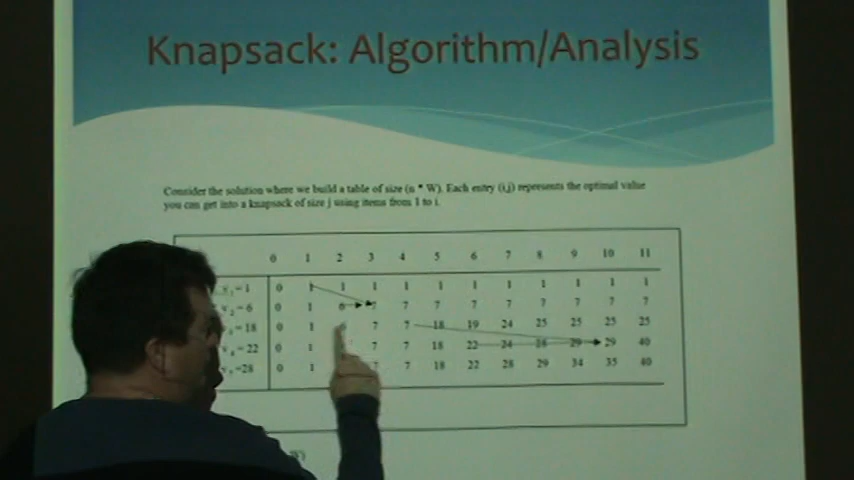 Knapsack: Algorithm/Analysis
Consider the solution where we build a table of size (n * W). Each entry (i,j) represents the optimal value
you can get into a knapsack of size j using items from 1 to i.
0 1 2 3 4 5 6 7 8 9 10 11
=1 0 1 1 1 1 1 1 1 1 1 1 1
=6 0 1 6 7 7 7 7 7 7 7 7 7
=18 0 1 7 7 18 19 24 25 25 25 25
=22 0 1 7 7 18 22 24 28 29 29 40
=28 0 1 7 18 22 28 29 34 35 40